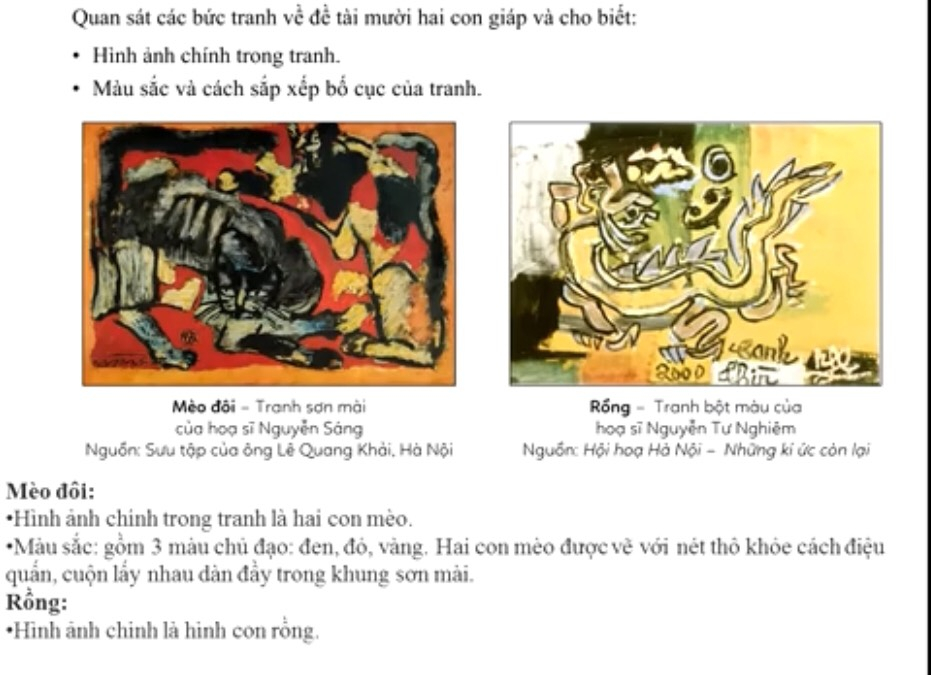 Quan sát các bức tranh về đề tài mười hai con giáp và cho biết:
• Hình ảnh chính trong tranh.
• Màu sắc và cách sắp xếp bố cục của tranh.
2000
Mèo đôi – Tranh sơn mài
của hoạ sĩ Nguyễn Sáng
Nguồn: Sưu tập của ông Lê Quang Khải, Hà Nội
Rồng – Tranh bột màu của
hoạ sĩ Nguyễn Tư Nghiêm
Nguồn: Hội hoạ Hà Nội – Những kí ức còn lại
Mèo đôi:
•Hình ảnh chính trong tranh là hai con mèo.
•Màu sắc: gồm 3 màu chủ đạo: đen, đỏ, vàng. Hai con mèo được vẽ với nét thô khỏe cách điệu
quấn, cuộn lấy nhau dàn đầy trong khung sơn mài.
Rồng:
•Hình ảnh chính là hình con rồng.